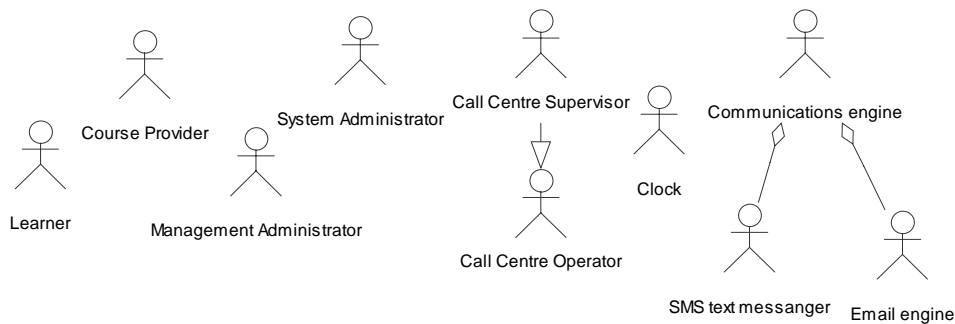 Call Centre Supervisor
Communications engine
System Administrator
Course Provider
Clock
Learner
Management Administrator
Call Centre Operator
SMS text messanger
Email engine